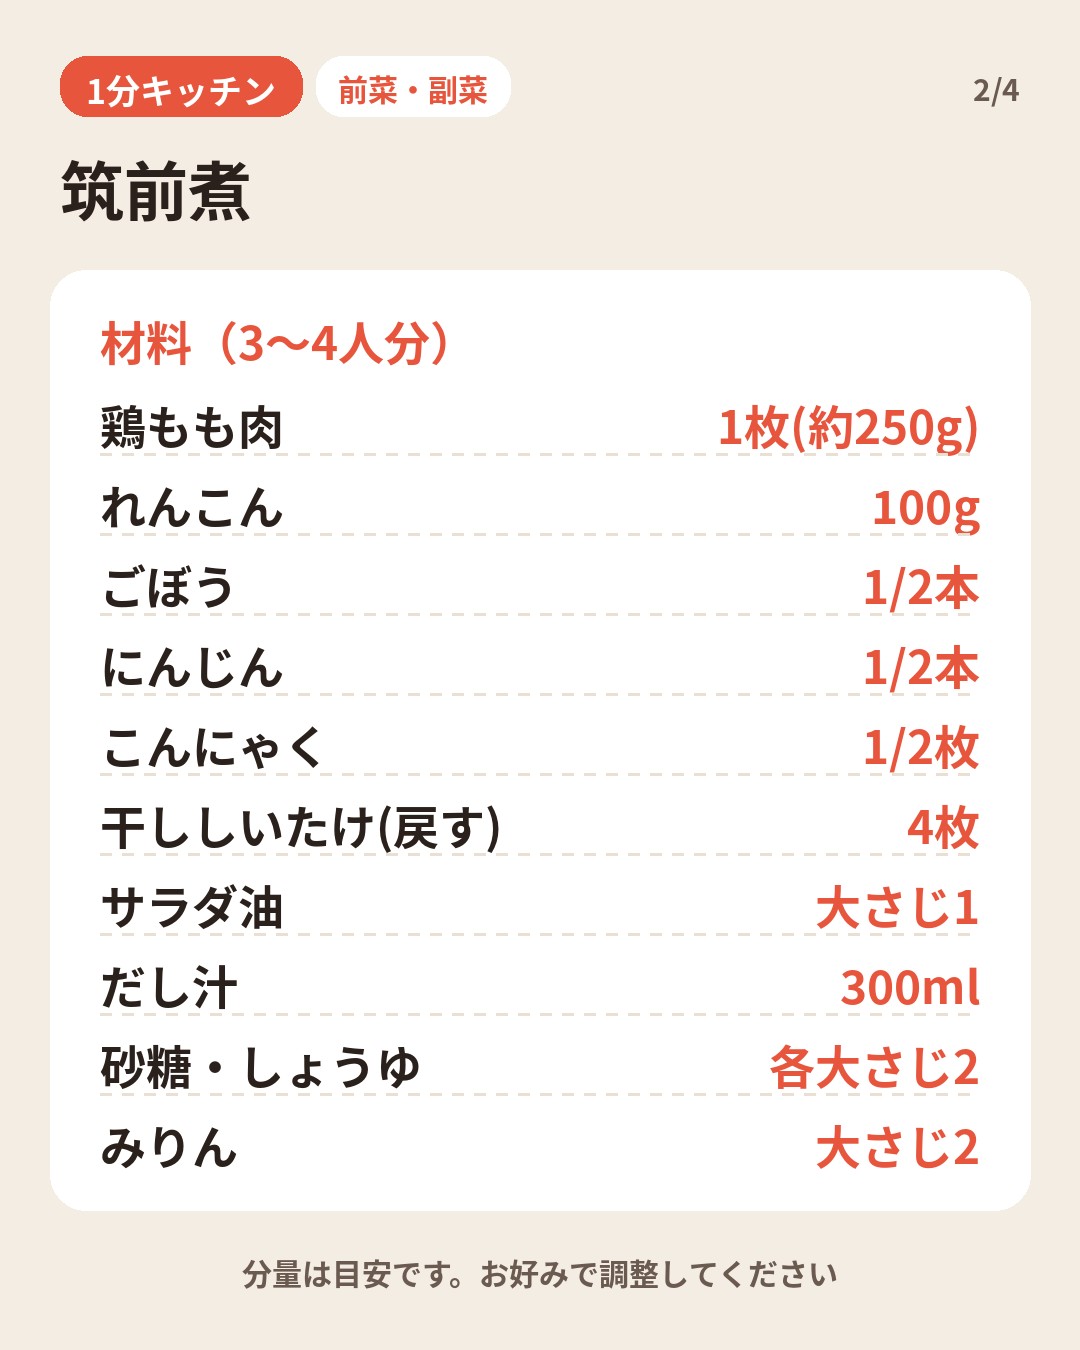 1分キッチン 前菜・副菜 2/4
筑前煮
材料（3〜4人分）
鶏もも肉 1枚(約250g)
れんこん 100g
ごぼう 1/2本
にんじん 1/2本
こんにゃく 1/2枚
干ししいたけ(戻す) 4枚
サラダ油 大さじ1
だし汁 300ml
砂糖・しょうゆ 各大さじ2
みりん 大さじ2
分量は目安です。お好みで調整してください